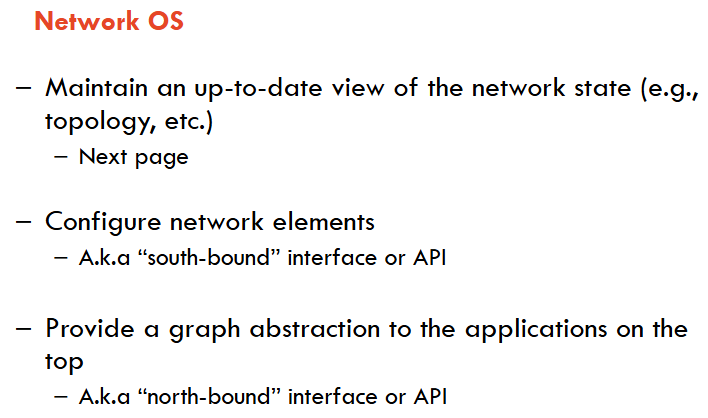 Network OS
– Maintain an up-to-date view of the network state (e.g.,
topology, etc.)
– Next page
– Configure network elements
– A.k.a “south-bound” interface or API
– Provide a graph abstraction to the applications on the
top
– A.k.a “north-bound” interface or API